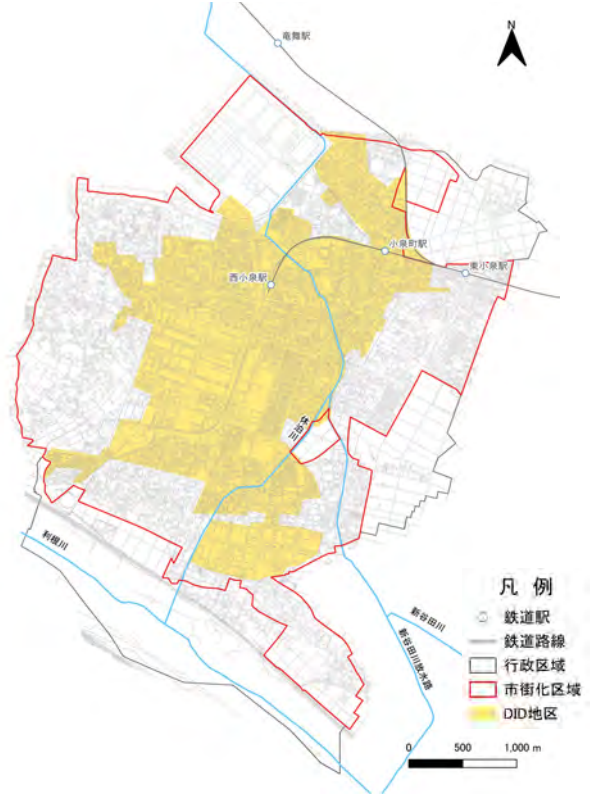 竜舞駅
N
小泉町駅
東小泉駅
西小泉駅
休泊川
利根川
新谷田川
新谷田川放水路
凡 例
鉄道駅
鉄道路線
行政区域
市街化区域
DID地区
0 500 1,000 m